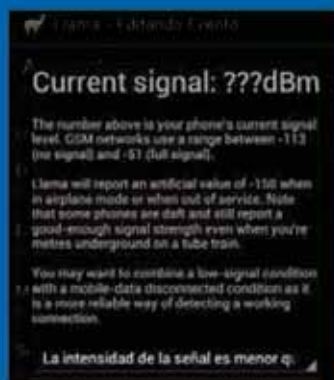 Llama - Editando Evento
Current signal: ???dBm
The number above is your phone's current signal
level. GSM networks use a range between -113
(no signal) and -51 (full signal).
Llama will report an artificial value of -150 when
in airplane mode or when out of service. Note
that some phones are daft and still report a
good-enough signal strength even when you're
metres underground on a tube train.
You may want to combine a low-signal condition
with a mobile-data disconnected condition as it
is a more reliable way of detecting a working
connection.
La intensidad de la señal es menor q